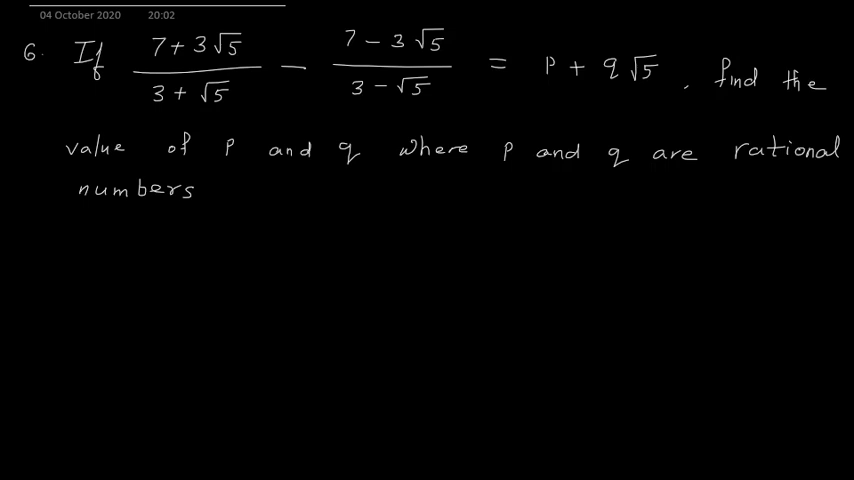 04 October 2020 20:02
6. If (7 + 3√5)/(3 + √5) − (7 − 3√5)/(3 − √5) = p + q√5 , find the
value of p and q where p and q are rational
numbers